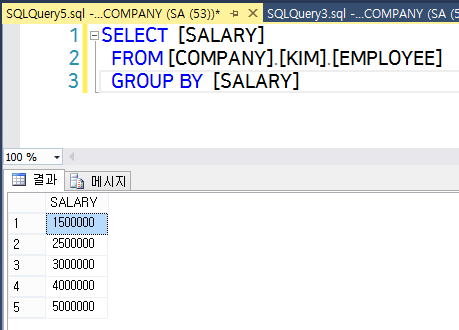 SQLQuery5.sql -...COMPANY (SA (53))* SQLQuery3.sql -...COMPANY (SA (5
1 SELECT [SALARY]
2 FROM [COMPANY].[KIM].[EMPLOYEE]
3 GROUP BY [SALARY]
100 %
결과 메시지
SALARY
1 1500000
2 2500000
3 3000000
4 4000000
5 5000000